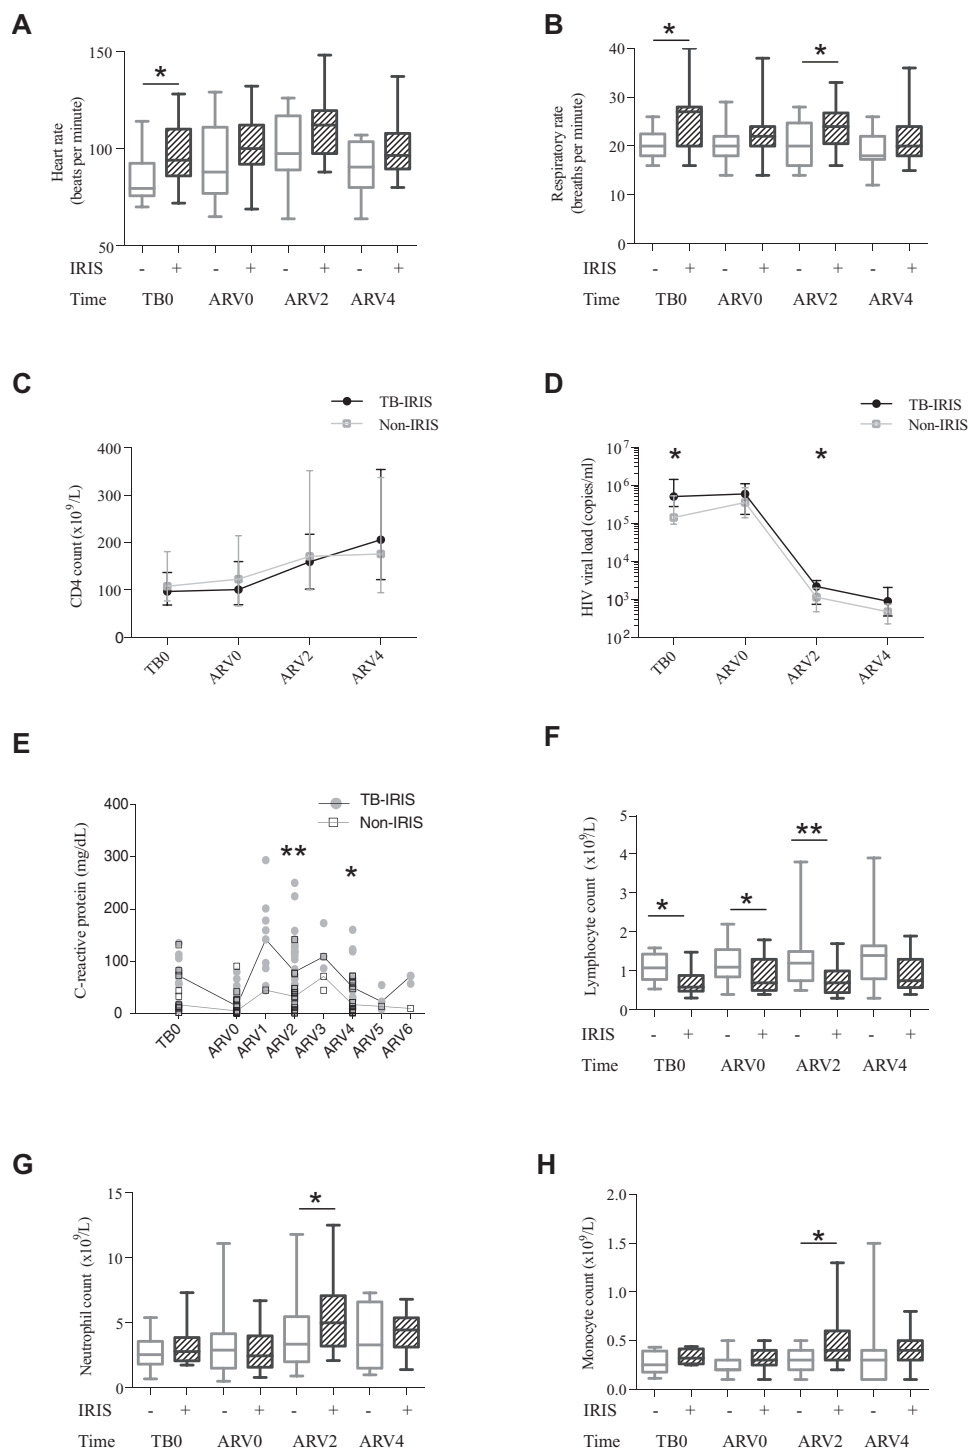 A
Heart rate
(beats per minute)
150
100
50
*
IRIS - + - + - + - +
Time TB0 ARV0 ARV2 ARV4
B
Respiratory rate
(breaths per minute)
40
30
20
10
0
* *
IRIS - + - + - + - +
Time TB0 ARV0 ARV2 ARV4
C
TB-IRIS
Non-IRIS
CD4 count (x10⁹/L)
400
300
200
100
0
TB0 ARV0 ARV2 ARV4
D
TB-IRIS
Non-IRIS
HIV viral load (copies/ml)
10⁷
10⁶
10⁵
10⁴
10³
10²
* *
TB0 ARV0 ARV2 ARV4
E
TB-IRIS
Non-IRIS
C-reactive protein (mg/dL)
400
300
200
100
0
** *
TB0 ARV0 ARV1 ARV2 ARV3 ARV4 ARV5 ARV6
F
Lymphocyte count (x10⁹/L)
5
4
3
2
1
0
* * **
IRIS - + - + - + - +
Time TB0 ARV0 ARV2 ARV4
G
Neutrophil count (x10⁹/L)
15
10
5
0
*
IRIS - + - + - + - +
Time TB0 ARV0 ARV2 ARV4
H
Monocyte count (x10⁹/L)
2.0
1.5
1.0
0.5
0.0
*
IRIS - + - + - + - +
Time TB0 ARV0 ARV2 ARV4